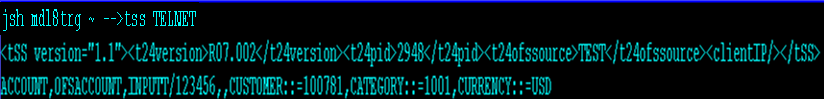 jsh md18trg ~ -->tss TELNET
<tSS version="1.1"><t24version>R07.002</t24version><t24pid>2948</t24pid><t24ofssource>TEST</t24ofssource><clientIP/></tSS>
ACCOUNT,OFSACCOUNT,INPUTT/123456,,CUSTOMER::=100781,CATEGORY::=1001,CURRENCY::=USD